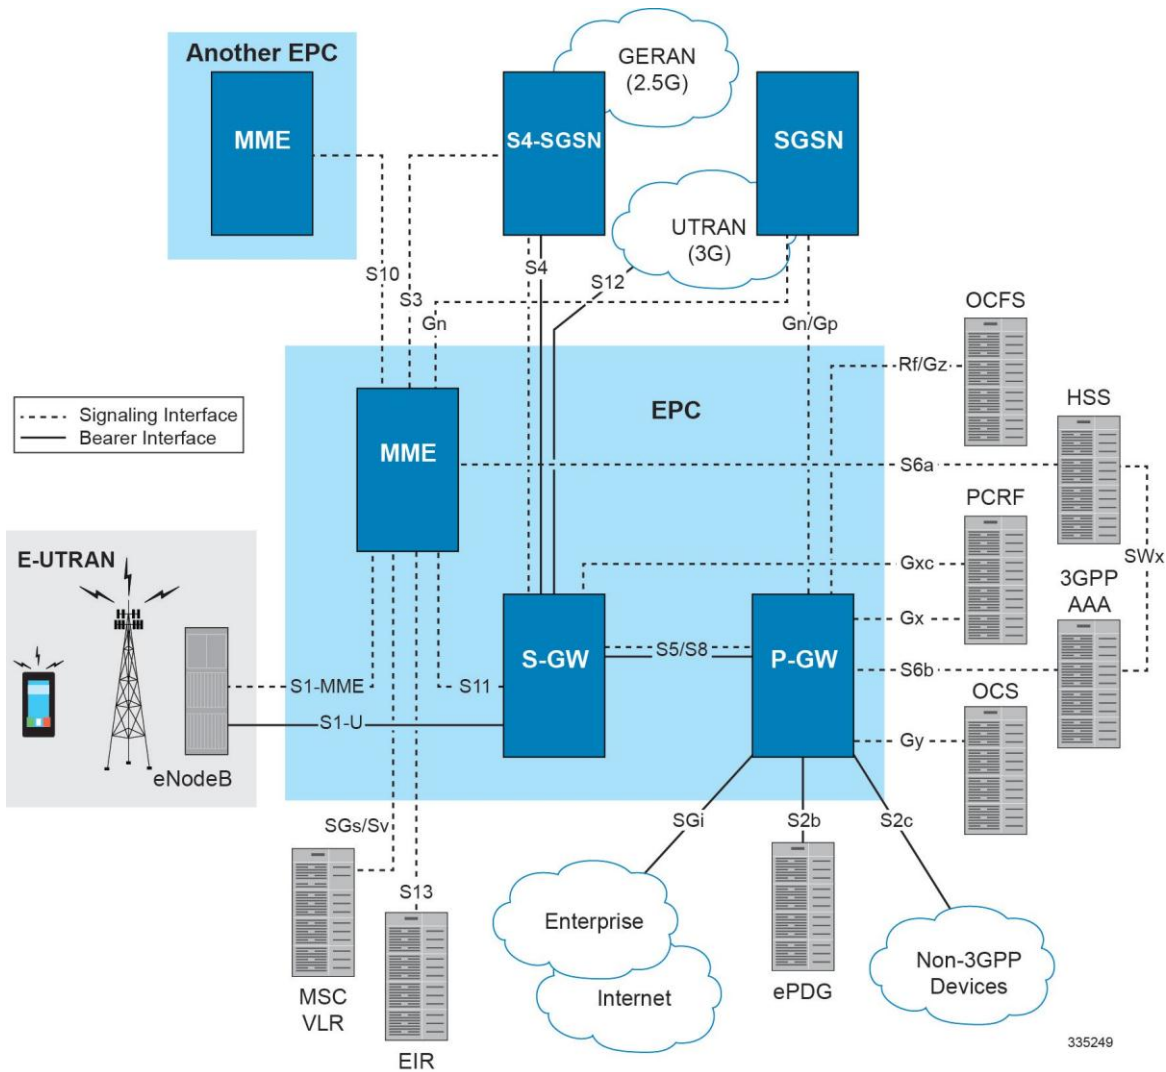 Another EPC
MME
GERAN
(2.5G)
S4-SGSN
SGSN
UTRAN
(3G)
S10
S3
Gn
S4
S12
Gn/Gp
OCFS
Rf/Gz
HSS
Signaling Interface
Bearer Interface
EPC
MME
S6a
PCRF
SWx
E-UTRAN
Gxc
3GPP
AAA
Gx
S-GW
S5/S8
P-GW
S6b
S1-MME
S11
OCS
S1-U
Gy
eNodeB
SGs/Sv
SGi
S2b
S2c
S13
Enterprise
Internet
ePDG
Non-3GPP
Devices
MSC
VLR
EIR
335249